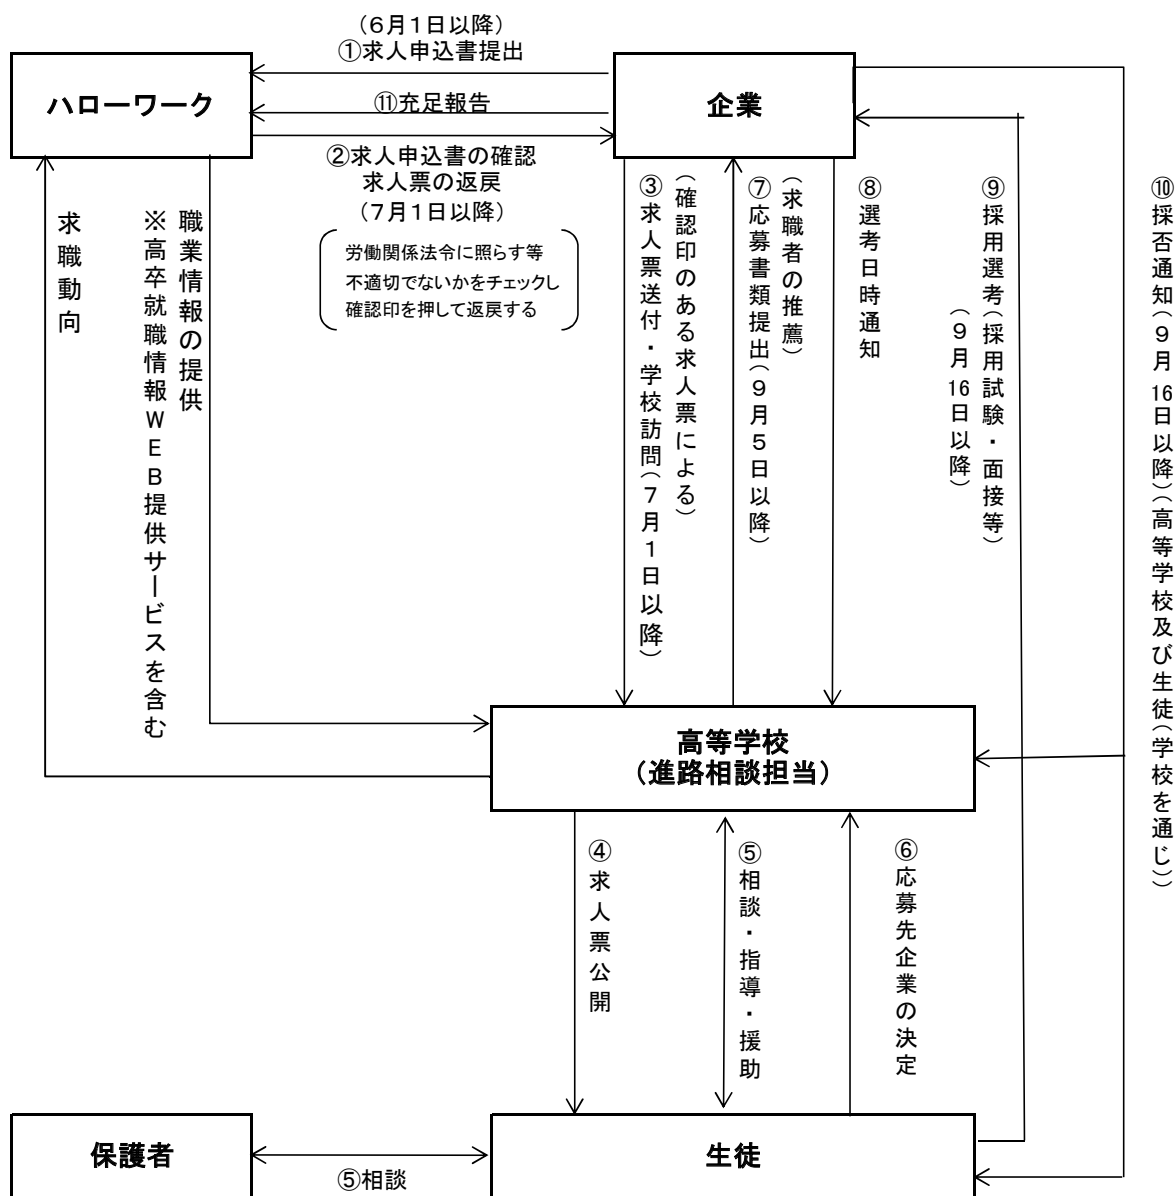 (6月1日以降)
①求人申込書提出
ハローワーク
企業
⑪充足報告
②求人申込書の確認
求人票の返戻
(7月1日以降)
労働関係法令に照らす等
不適切でないかをチェックし
確認印を押して返戻する
求職動向
職業情報の提供
※高卒就職情報WEB提供サービスを含む
③求人票送付・学校訪問(7月1日以降)
(確認印のある求人票による)
⑦応募書類提出(9月5日以降)
(求職者の推薦)
⑧選考日時通知
⑨採用選考(採用試験・面接等)
(9月16日以降)
⑩採否通知(9月16日以降)(高等学校及び生徒(学校を通じ))
高等学校
(進路相談担当)
④求人票公開
⑤相談・指導・援助
⑥応募先企業の決定
保護者
⑤相談
生徒